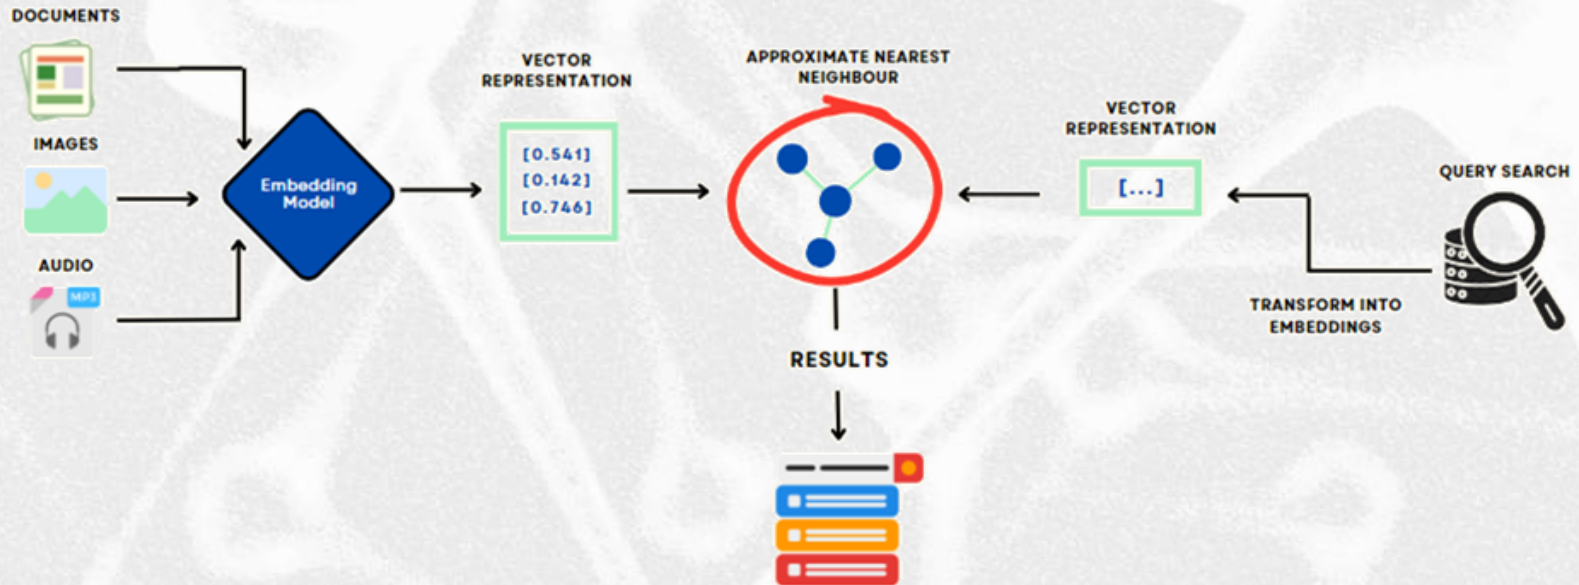 DOCUMENTS
IMAGES
AUDIO
MP3
Embedding
Model
VECTOR
REPRESENTATION
[0.541]
[0.142]
[0.746]
APPROXIMATE NEAREST
NEIGHBOUR
RESULTS
VECTOR
REPRESENTATION
[...]
QUERY SEARCH
TRANSFORM INTO
EMBEDDINGS